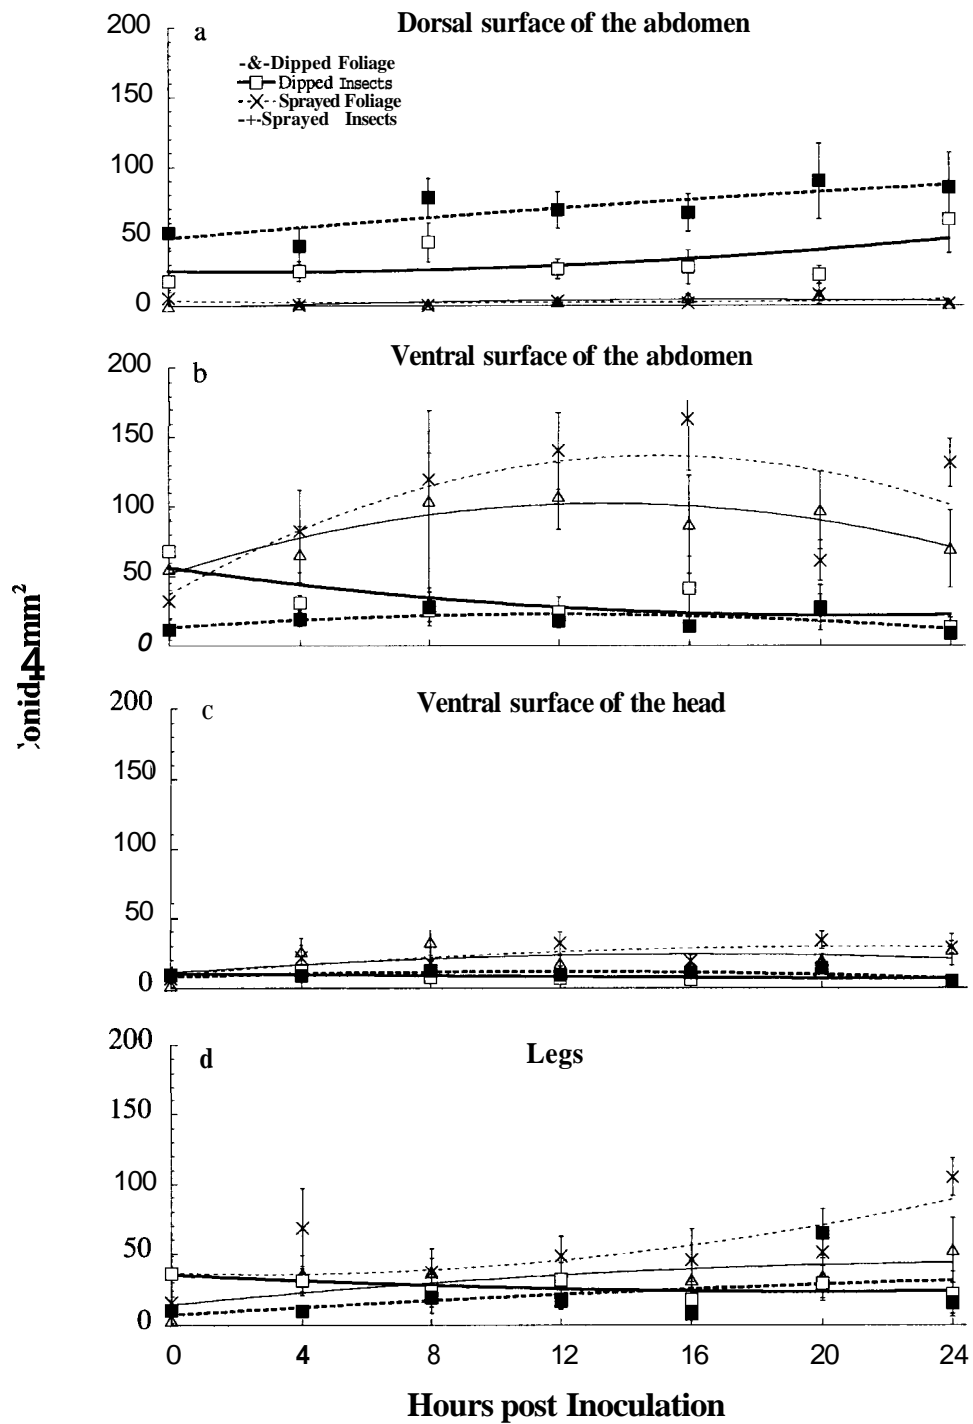 Dorsal surface of the abdomen
a
200
-&-Dipped Foliage
Dipped Insects
Sprayed Foliage
-+-Sprayed Insects
150
100
50
0
Ventral surface of the abdomen
b
200
150
100
50
0
onid mm2
Ventral surface of the head
c
200
150
100
50
0
Legs
d
200
150
100
50
0
0 4 8 12 16 20 24
Hours post Inoculation